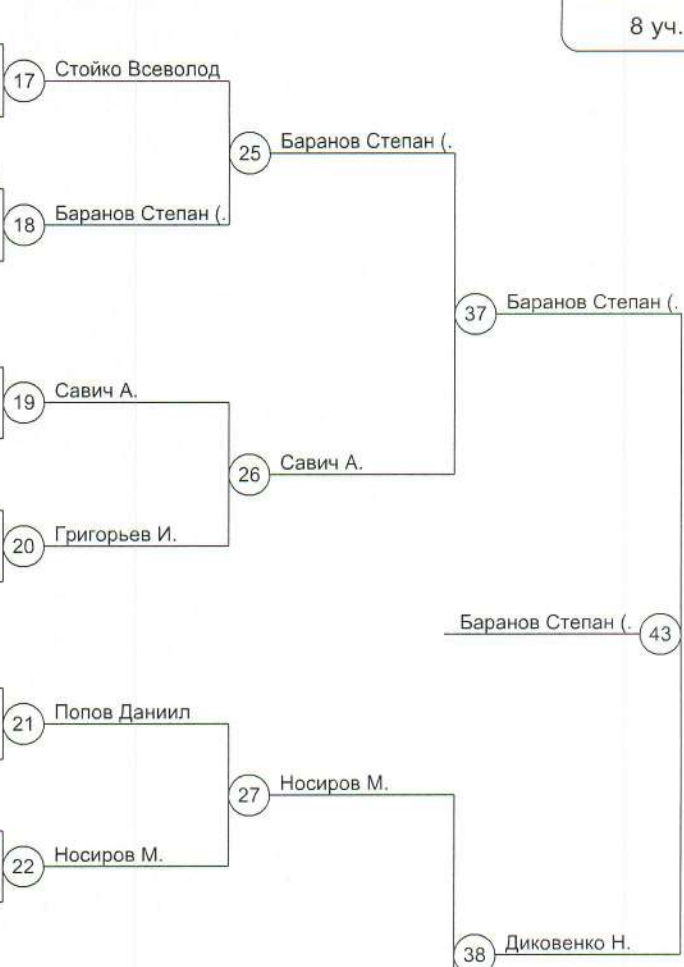 8 уч.
17 Стойко Всеволод
25 Баранов Степан (.
18 Баранов Степан (.
37 Баранов Степан (.
19 Савич А.
26 Савич А.
20 Григорьев И.
Баранов Степан (. 43
21 Попов Даниил
27 Носиров М.
22 Носиров М.
38 Диковенко Н.